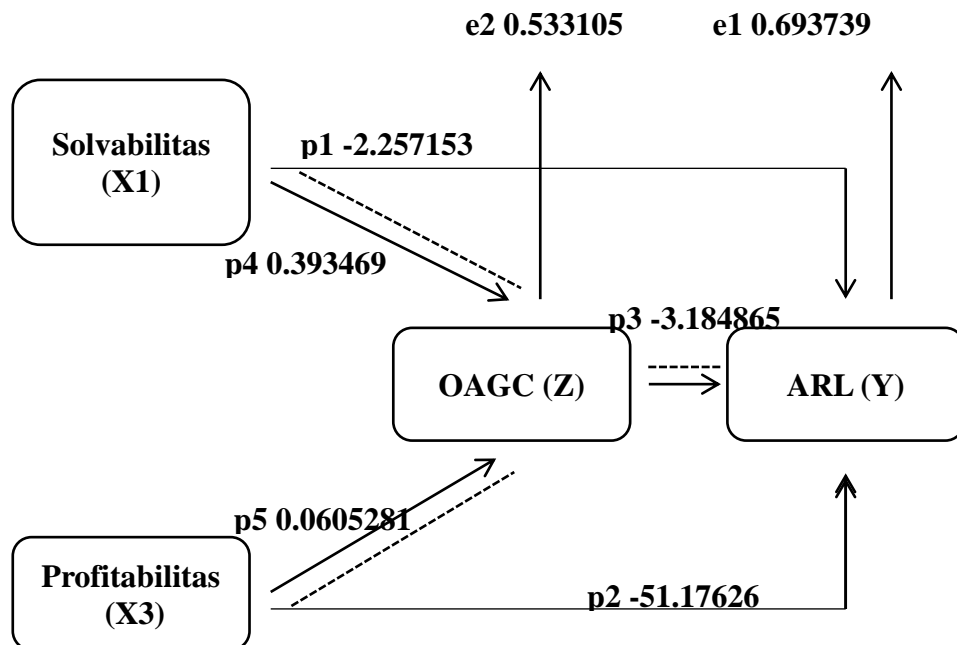 e2 0.533105
e1 0.693739
Solvabilitas
(X1)
p1 -2.257153
p4 0.393469
p3 -3.184865
OAGC (Z)
ARL (Y)
p5 0.0605281
Profitabilitas
(X3)
p2 -51.17626